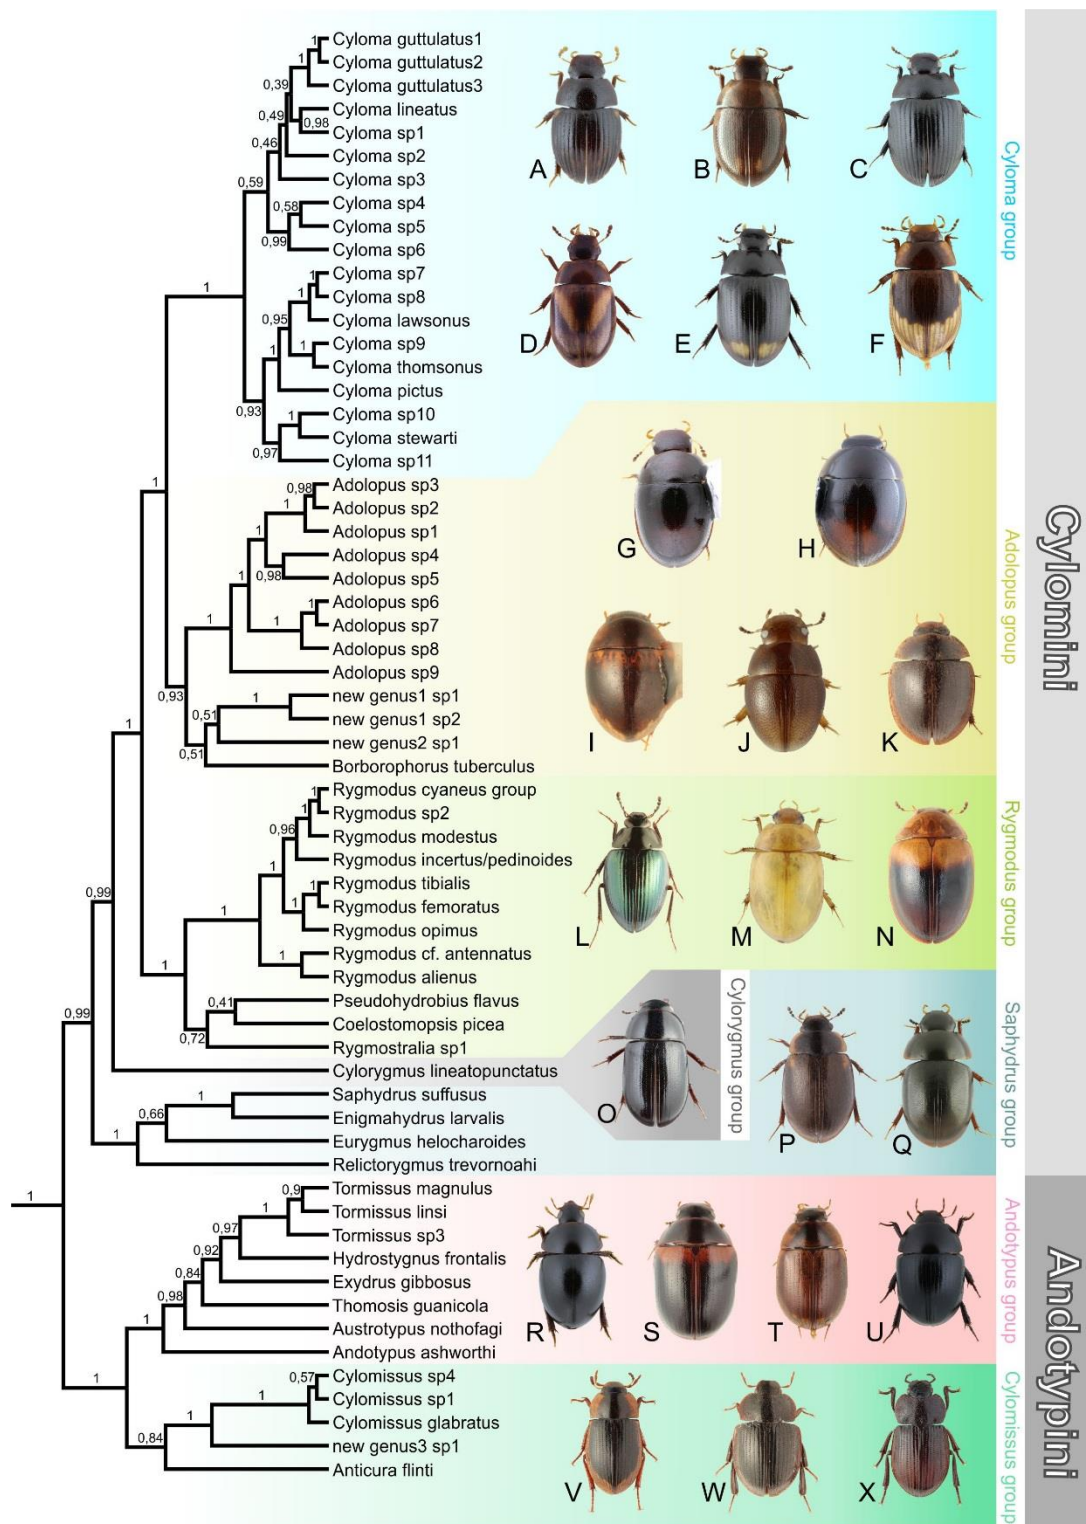 Cyloma guttulatus1
Cyloma guttulatus2
Cyloma guttulatus3
Cyloma lineatus
Cyloma sp1
Cyloma sp2
Cyloma sp3
Cyloma sp4
Cyloma sp5
Cyloma sp6
Cyloma sp7
Cyloma sp8
Cyloma lawsonus
Cyloma sp9
Cyloma thomsonus
Cyloma pictus
Cyloma sp10
Cyloma stewarti
Cyloma sp11
Adolopus sp3
Adolopus sp2
Adolopus sp1
Adolopus sp4
Adolopus sp5
Adolopus sp6
Adolopus sp7
Adolopus sp8
Adolopus sp9
new genus1 sp1
new genus1 sp2
new genus2 sp1
Borborophorus tuberculus
Rygmodus cyaneus group
Rygmodus sp2
Rygmodus modestus
Rygmodus incertus/pedinoides
Rygmodus tibialis
Rygmodus femoratus
Rygmodus opimus
Rygmodus cf. antennatus
Rygmodus alienus
Pseudohydrobius flavus
Coelostomopsis picea
Rygmostralia sp1
Cylorygmus lineatopunctatus
Saphydrus suffusus
Enigmahydrus larvalis
Eurygmus helocharoides
Relictorygmus trevornoahi
Tormissus magnulus
Tormissus linsi
Tormissus sp3
Hydrostygnus frontalis
Exydrus gibbosus
Thomosis guanicola
Austrotypus nothofagi
Andotypus ashworthi
Cylomissus sp4
Cylomissus sp1
Cylomissus glabratus
new genus3 sp1
Anticura flinti
1
1
1
0,39
0,49
0,98
0,46
0,59
0,58
0,99
1
1
1
0,95
1
1
0,93
1
0,97
1
0,98
1
1
0,98
1
1
1
1
0,93
1
0,51
0,51
1
1
1
0,96
1
1
1
1
1
1
0,41
0,72
0,99
0,99
1
0,66
1
1
0,9
1
0,97
0,92
0,84
0,98
1
1
0,57
1
1
0,84
A
B
C
D
E
F
G
H
I
J
K
L
M
N
O
P
Q
R
S
T
U
V
W
X
Cyloma group
Adolopus group
Rygmodus group
Cylorygmus group
Saphydrus group
Andotypus group
Cylomissus group
Cylomini
Andotypini